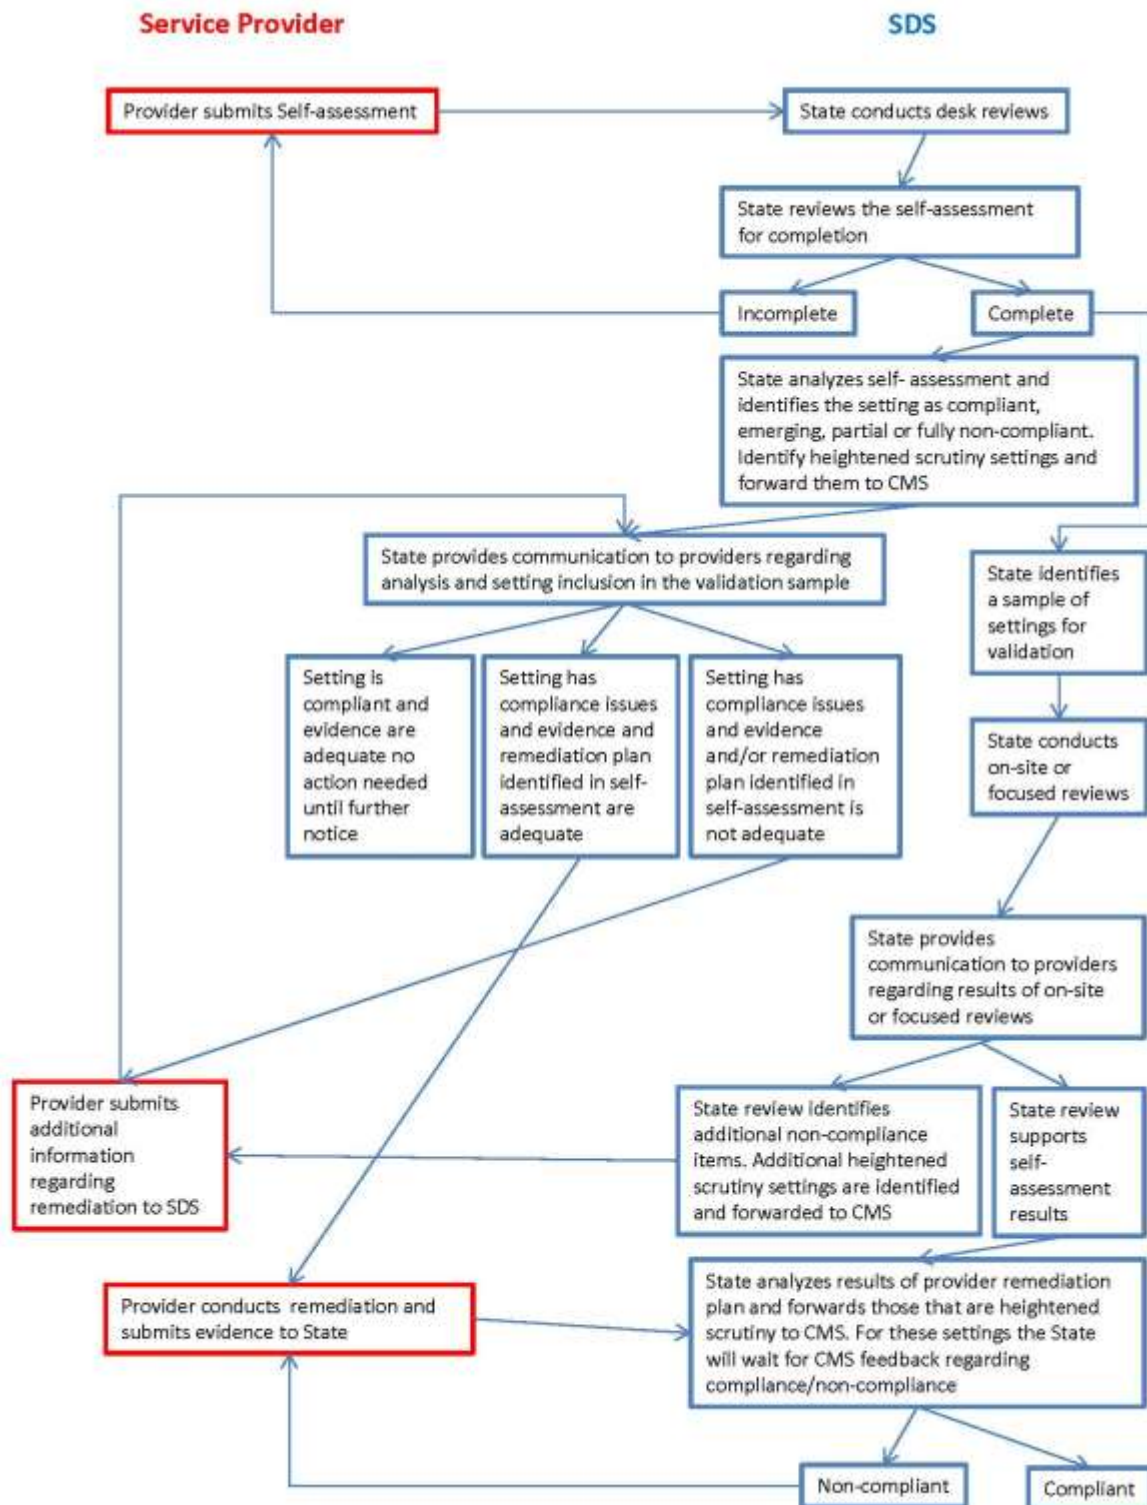 Service Provider
SDS
Provider submits Self-assessment
State conducts desk reviews
State reviews the self-assessment
for completion
Incomplete
Complete
State analyzes self- assessment and
identifies the setting as compliant,
emerging, partial or fully non-compliant.
Identify heightened scrutiny settings and
forward them to CMS
State provides communication to providers regarding
analysis and setting inclusion in the validation sample
State identifies
a sample of
settings for
validation
Setting is
compliant and
evidence are
adequate no
action needed
until further
notice
Setting has
compliance issues
and evidence and
remediation plan
identified in self-
assessment are
adequate
Setting has
compliance issues
and evidence
and/or remediation
plan identified in
self-assessment is
not adequate
State conducts
on-site or
focused reviews
State provides
communication to providers
regarding results of on-site
or focused reviews
Provider submits
additional
information
regarding
remediation to SDS
State review identifies
additional non-compliance
items. Additional heightened
scrutiny settings are identified
and forwarded to CMS
State review
supports
self-
assessment
results
Provider conducts remediation and
submits evidence to State
State analyzes results of provider remediation
plan and forwards those that are heightened
scrutiny to CMS. For these settings the State
will wait for CMS feedback regarding
compliance/non-compliance
Non-compliant
Compliant